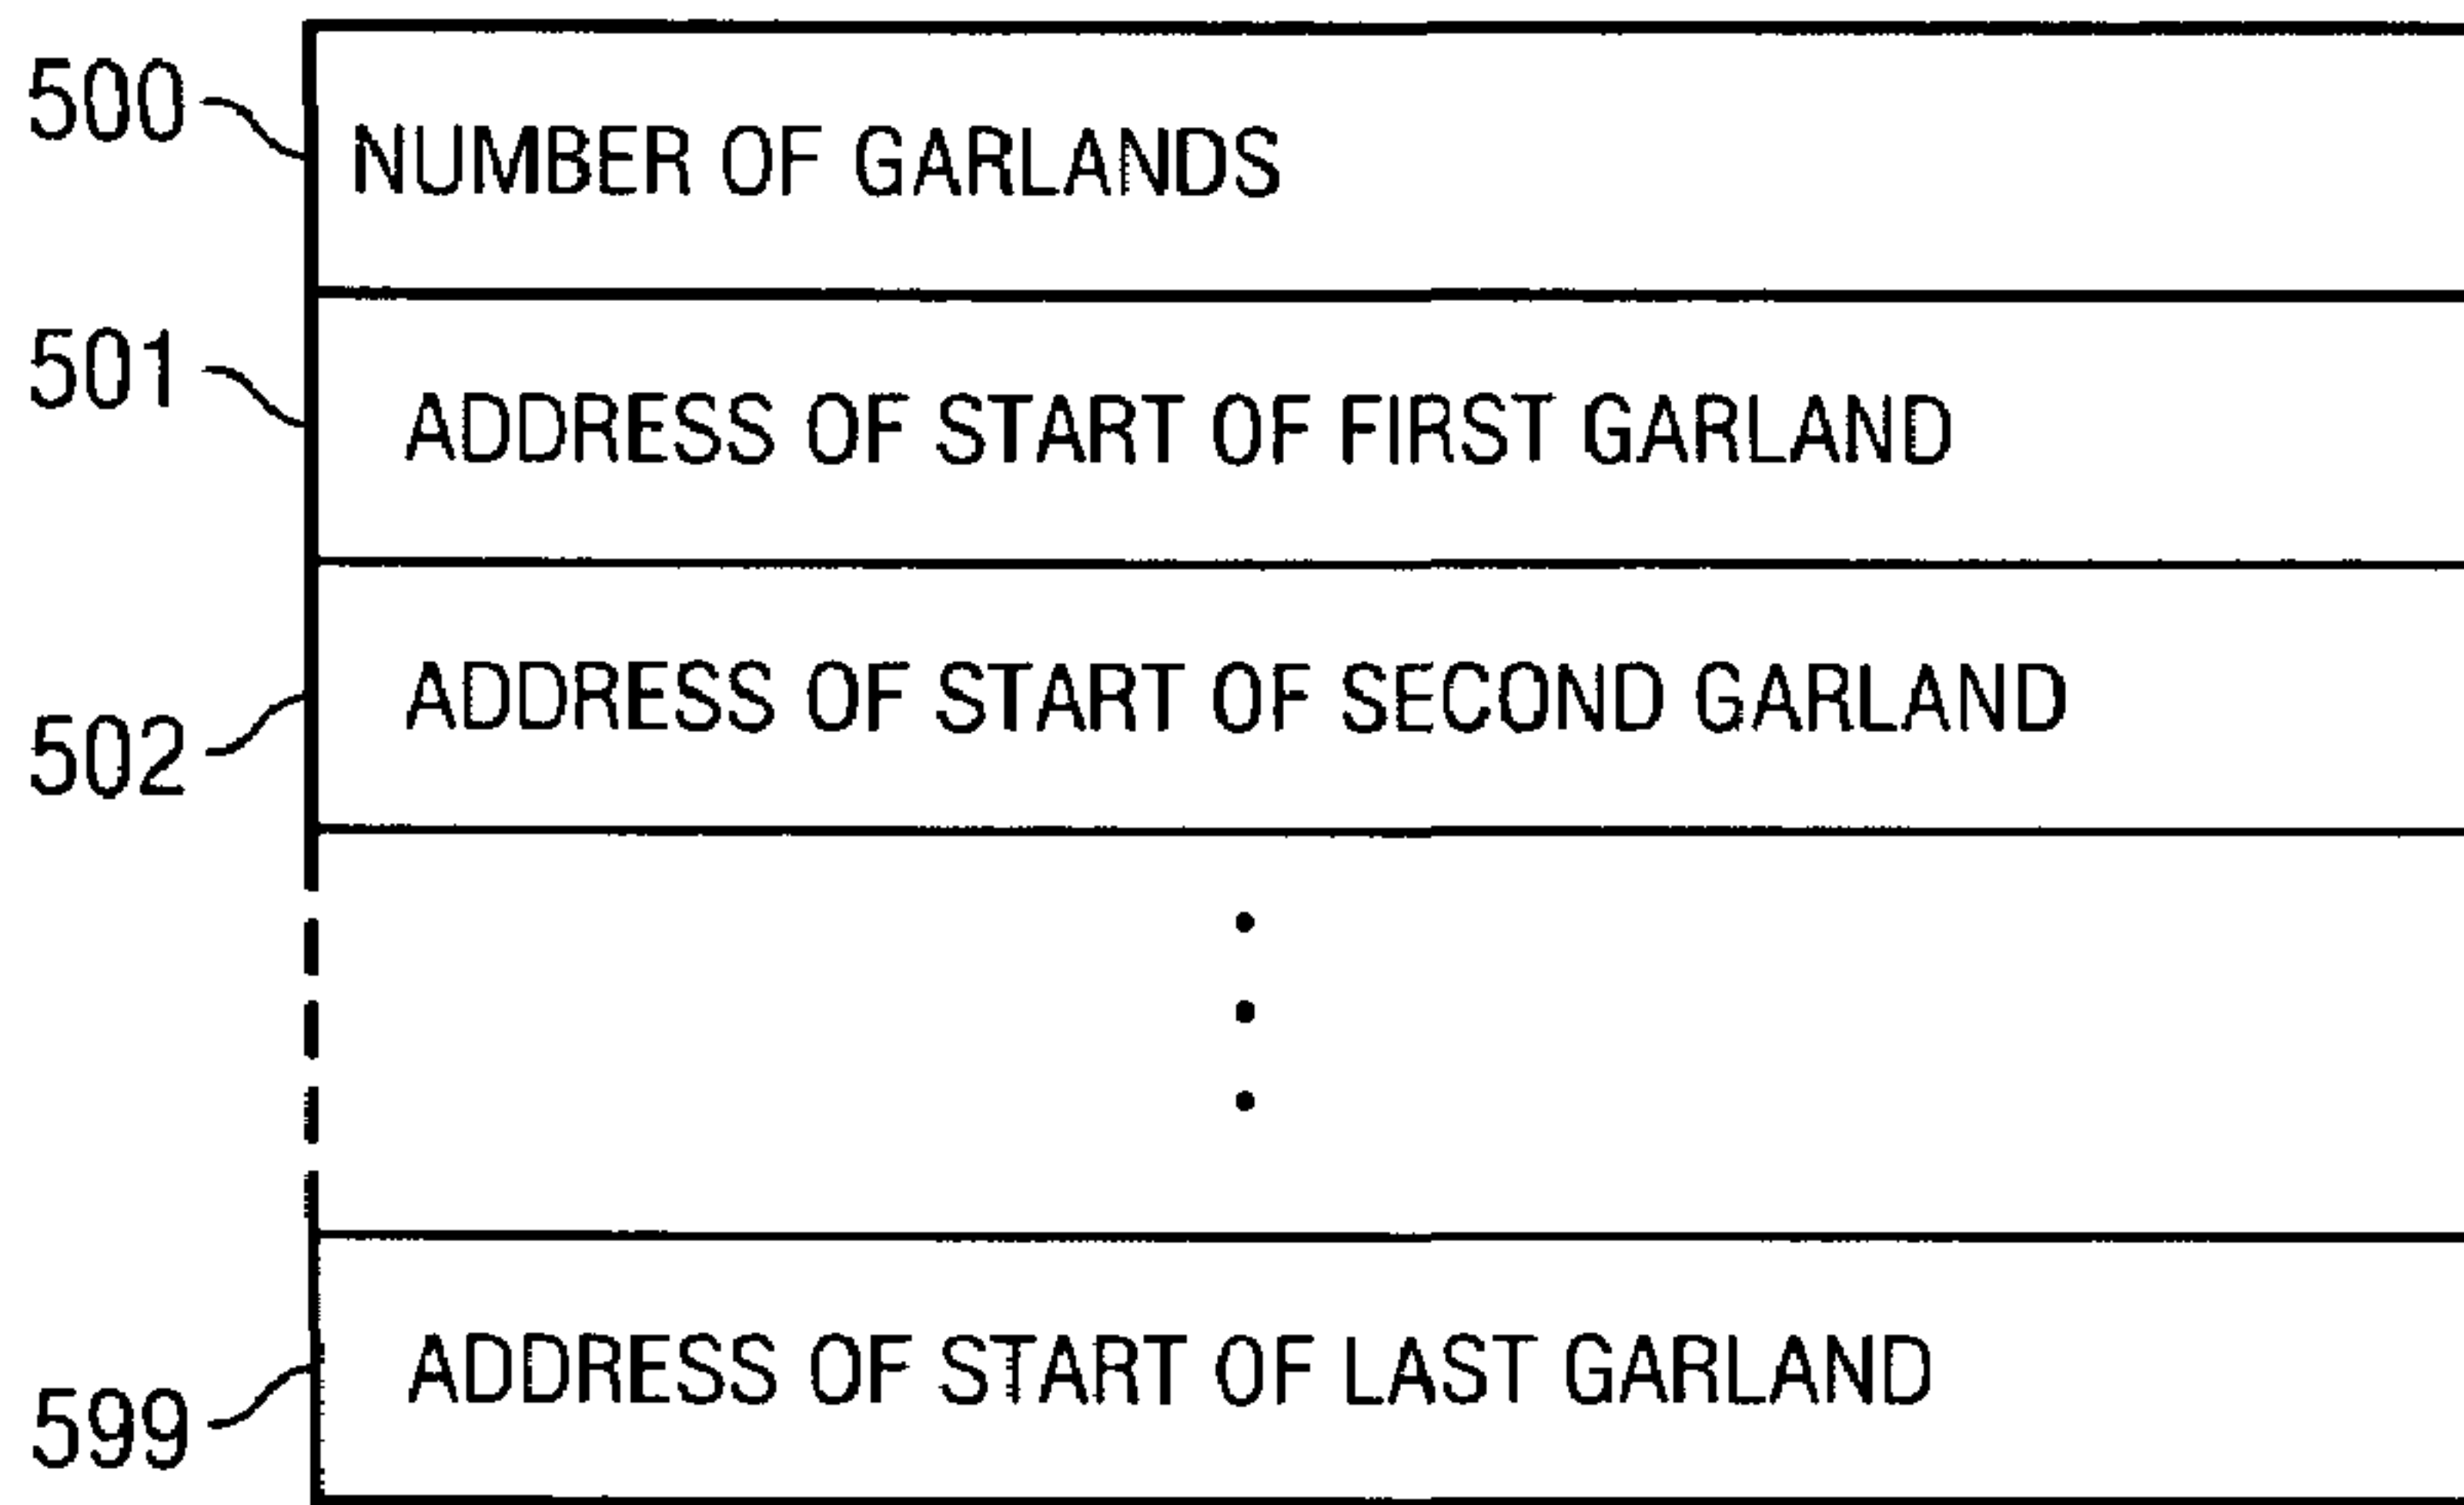 500 NUMBER OF GARLANDS
501 ADDRESS OF START OF FIRST GARLAND
502 ADDRESS OF START OF SECOND GARLAND
599 ADDRESS OF START OF LAST GARLAND